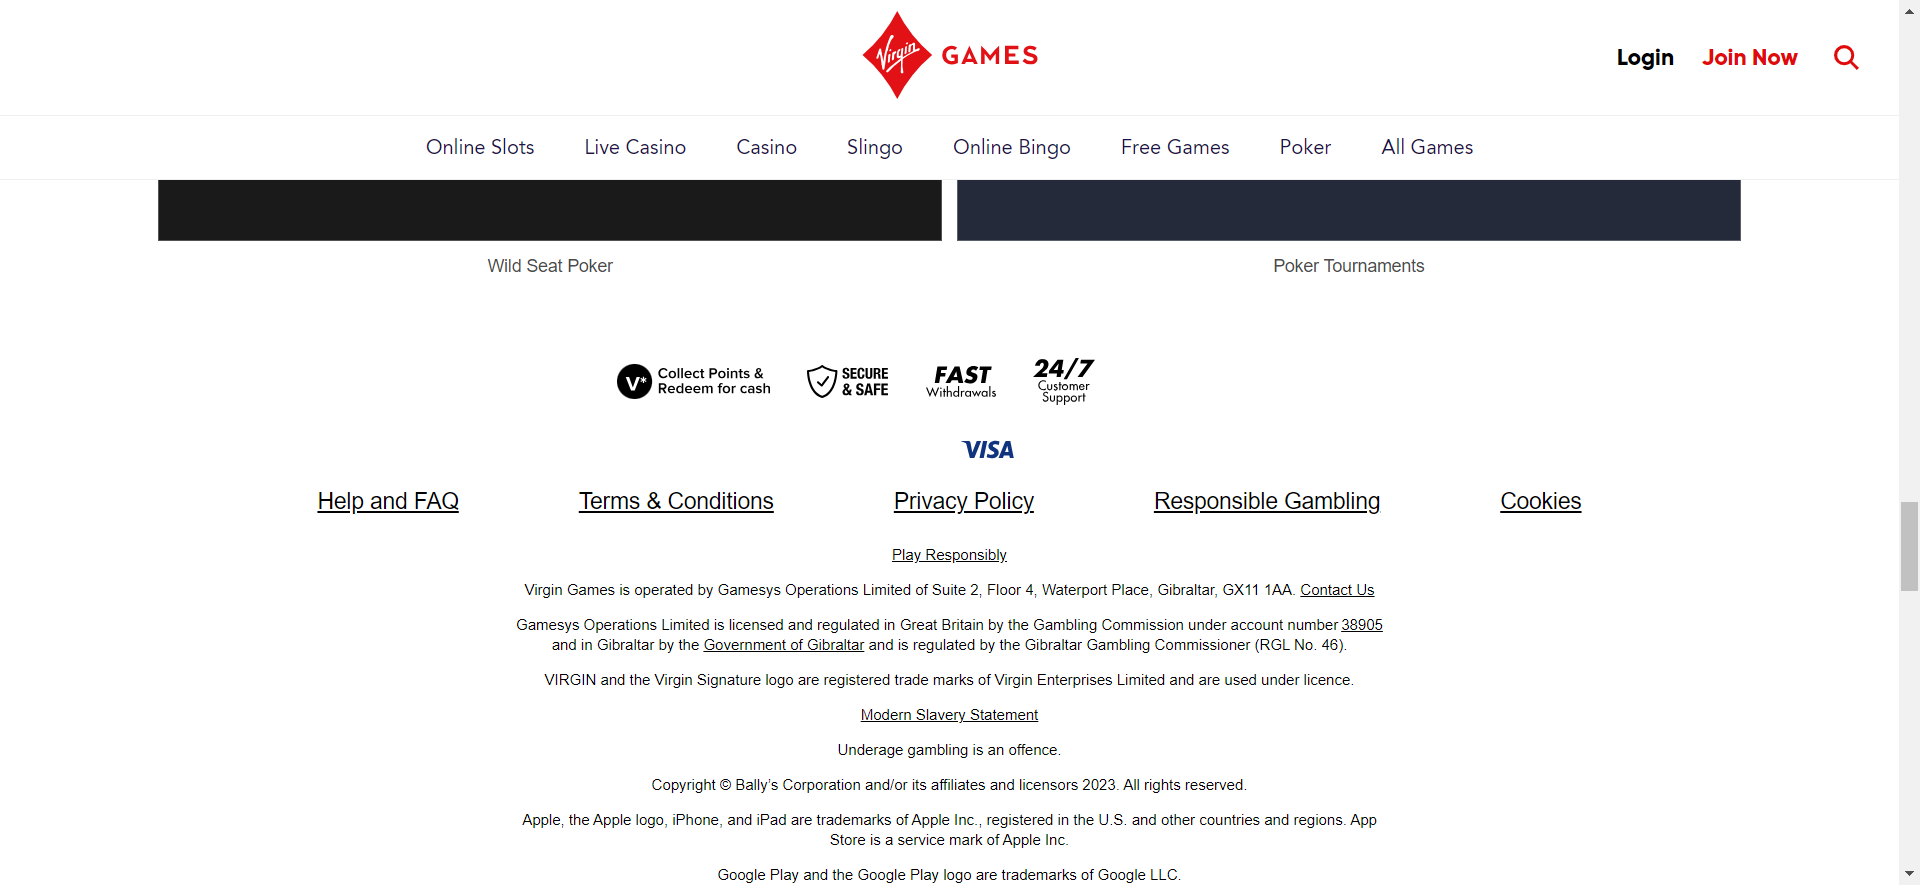 Virgin GAMES
Login Join Now
Online Slots Live Casino Casino Slingo Online Bingo Free Games Poker All Games
Wild Seat Poker Poker Tournaments
V* Collect Points &
Redeem for cash
SECURE
& SAFE
FAST
Withdrawals
24/7
Customer
Support
VISA
Help and FAQ Terms & Conditions Privacy Policy Responsible Gambling Cookies
Play Responsibly
Virgin Games is operated by Gamesys Operations Limited of Suite 2, Floor 4, Waterport Place, Gibraltar, GX11 1AA. Contact Us
Gamesys Operations Limited is licensed and regulated in Great Britain by the Gambling Commission under account number 38905
and in Gibraltar by the Government of Gibraltar and is regulated by the Gibraltar Gambling Commissioner (RGL No. 46).
VIRGIN and the Virgin Signature logo are registered trade marks of Virgin Enterprises Limited and are used under licence.
Modern Slavery Statement
Underage gambling is an offence.
Copyright © Bally's Corporation and/or its affiliates and licensors 2023. All rights reserved.
Apple, the Apple logo, iPhone, and iPad are trademarks of Apple Inc., registered in the U.S. and other countries and regions. App
Store is a service mark of Apple Inc.
Google Play and the Google Play logo are trademarks of Google LLC.